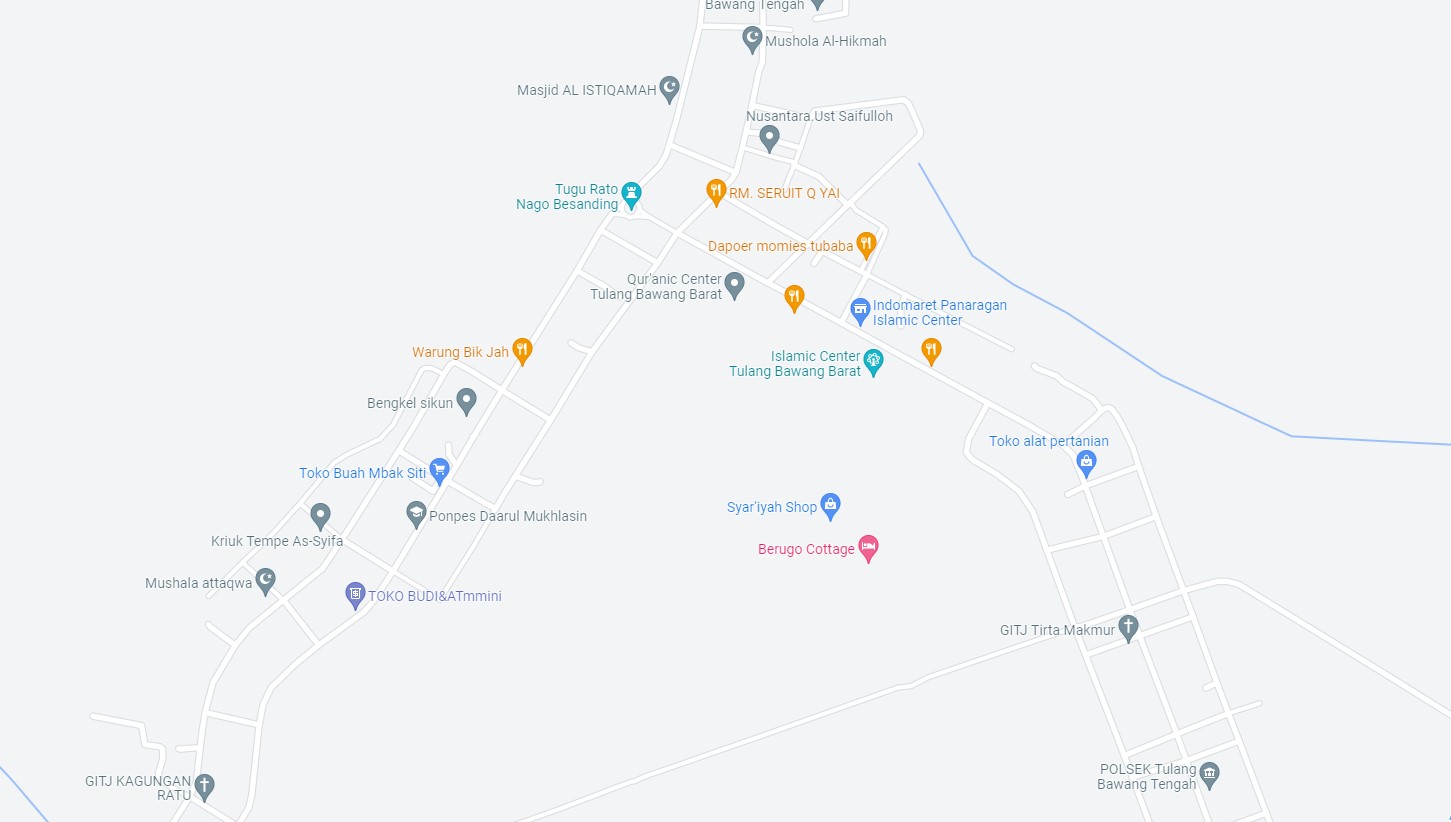 Bawang Tengah
Mushola Al-Hikmah
Masjid AL ISTIQAMAH
Nusantara.Ust Saifulloh
Tugu Rato
Nago Besanding
RM. SERUIT Q YAI
Dapoer momies tubaba
Qur'anic Center
Tulang Bawang Barat
Indomaret Panaragan
Islamic Center
Warung Bik Jah
Islamic Center
Tulang Bawang Barat
Bengkel sikun
Toko alat pertanian
Toko Buah Mbak Siti
Syar'iyah Shop
Ponpes Daarul Mukhlasin
Kriuk Tempe As-Syifa
Berugo Cottage
Mushala attaqwa
TOKO BUDI&ATmmini
GITJ Tirta Makmur
GITJ KAGUNGAN
RATU
POLSEK Tulang
Bawang Tengah